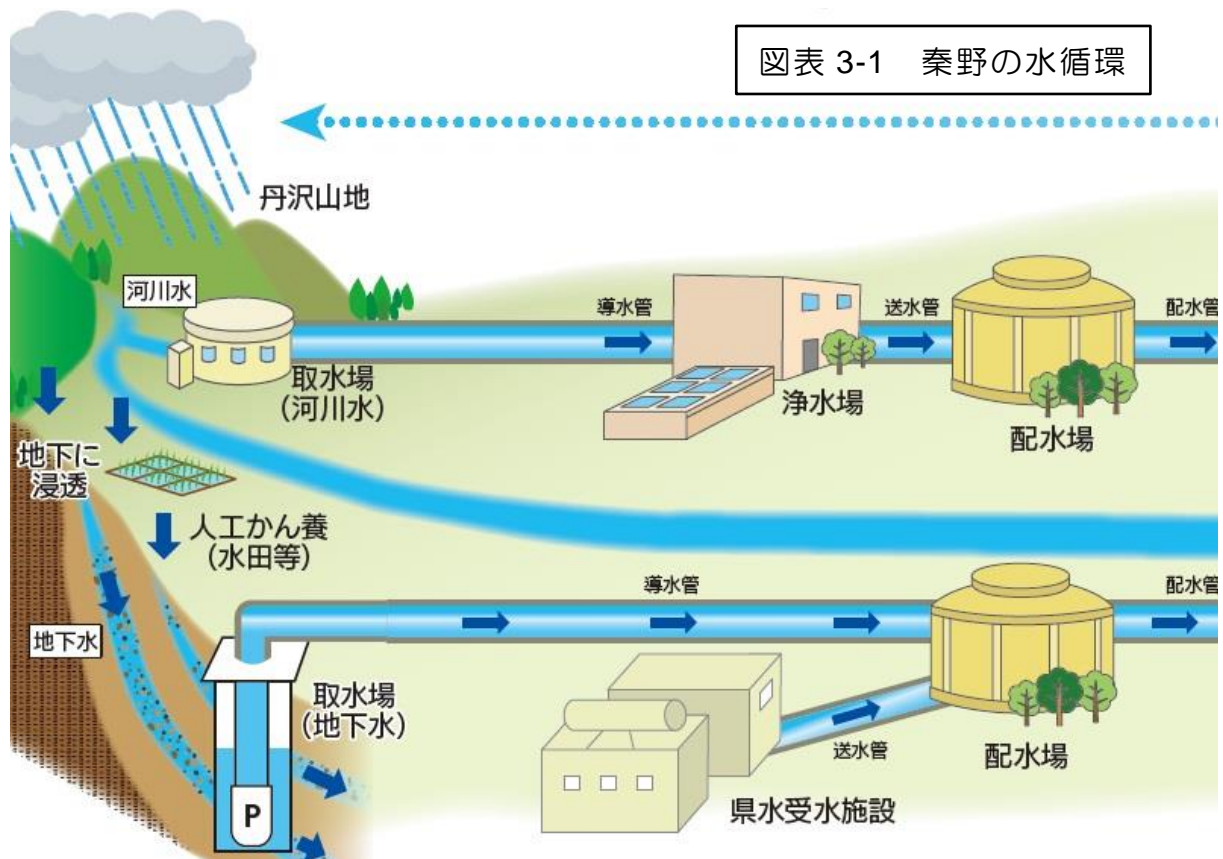 図表 3-1 秦野の水循環
丹沢山地
河川水
取水場
（河川水）
導水管
浄水場
送水管
配水場
配水管
地下に
浸透
人工かん養
（水田等）
地下水
取水場
（地下水）
P
導水管
配水管
送水管
配水場
県水受水施設